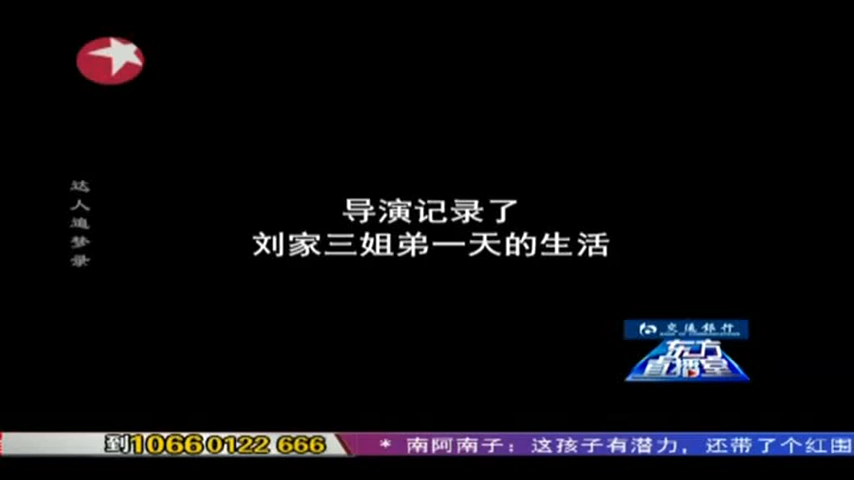 达人追梦录
导演记录了
刘家三姐弟一天的生活
交通银行
东方
直播室
到10660122 666
* 南阿南子：这孩子有潜力，还带了个红围